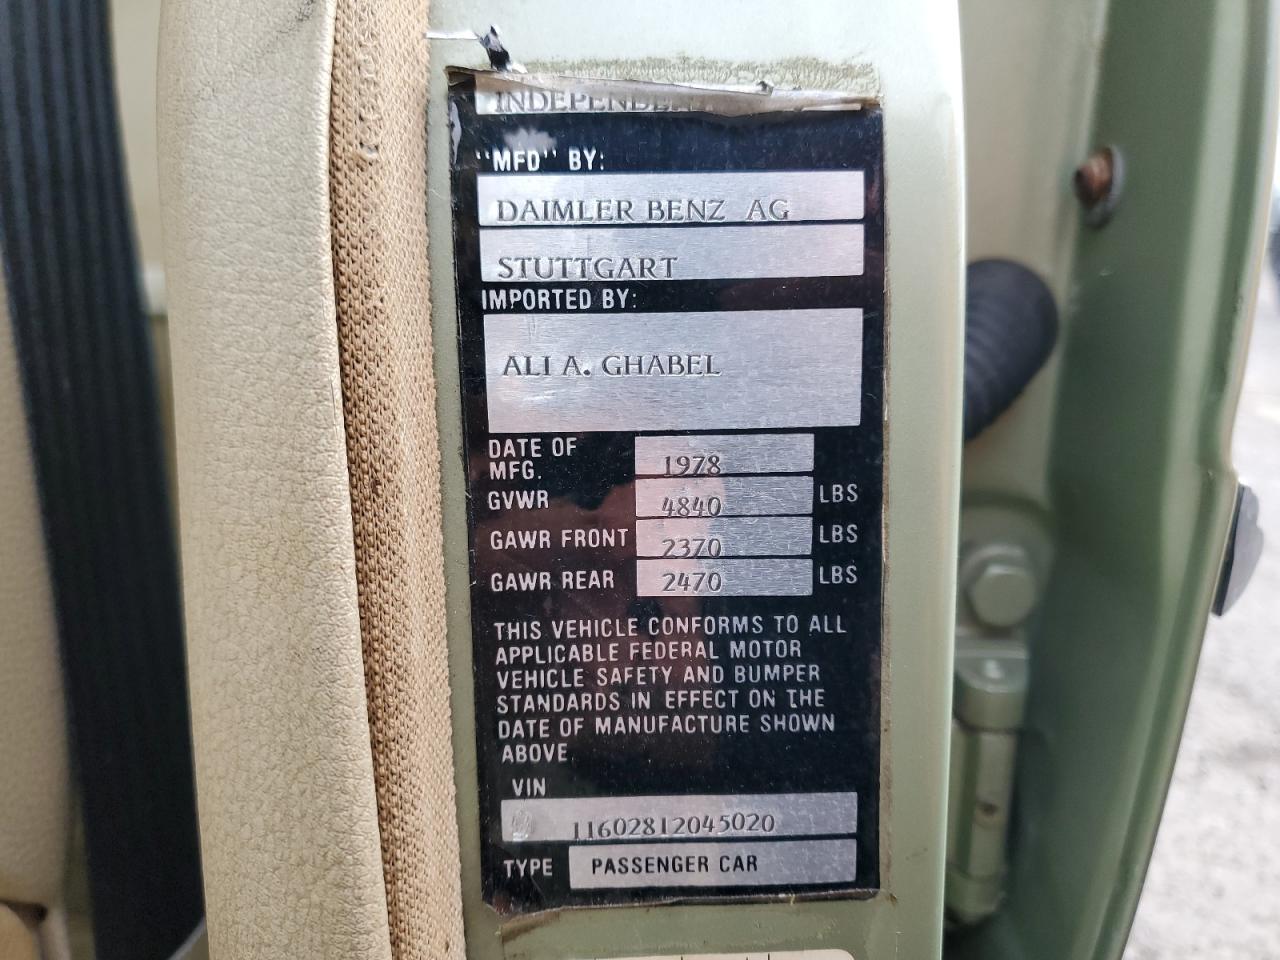 "MFD" BY:
DAIMLER BENZ AG
STUTTGART
IMPORTED BY:
ALI A. GHABEL
DATE OF
MFG. 1978
GVWR 4840 LBS
GAWR FRONT 2370 LBS
GAWR REAR 2470 LBS
THIS VEHICLE CONFORMS TO ALL
APPLICABLE FEDERAL MOTOR
VEHICLE SAFETY AND BUMPER
STANDARDS IN EFFECT ON THE
DATE OF MANUFACTURE SHOWN
ABOVE
VIN
11602812045020
TYPE PASSENGER CAR